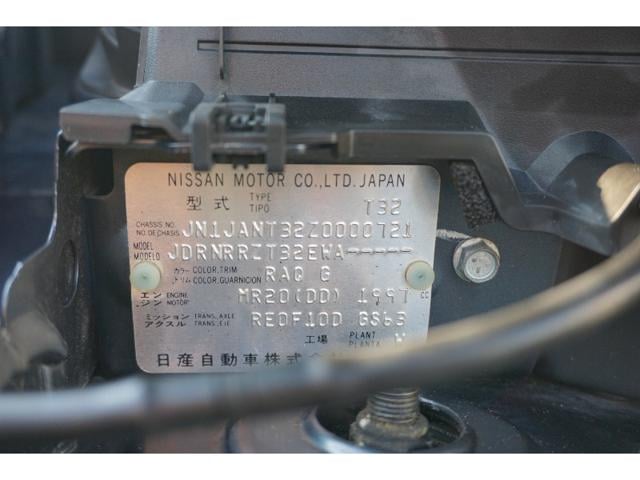 NISSAN MOTOR CO.,LTD. JAPAN
型式 TYPE TIPO T32
CHASSIS NO. No. DE CHASSIS JN1JANT32Z0000721
MODEL MODELO JDRNRRZT32EWA-----
カラー COLOR,TRIM トリム COLOR,GUARNICION RAQ G
エンジン ENGINE MOTOR MR20(DD) 1997 cc
ミッション アクスル TRANS.,AXLE TRANS.,EJE RE0F10D GS63
工場 PLANT PLANTA
日産自動車株式会社